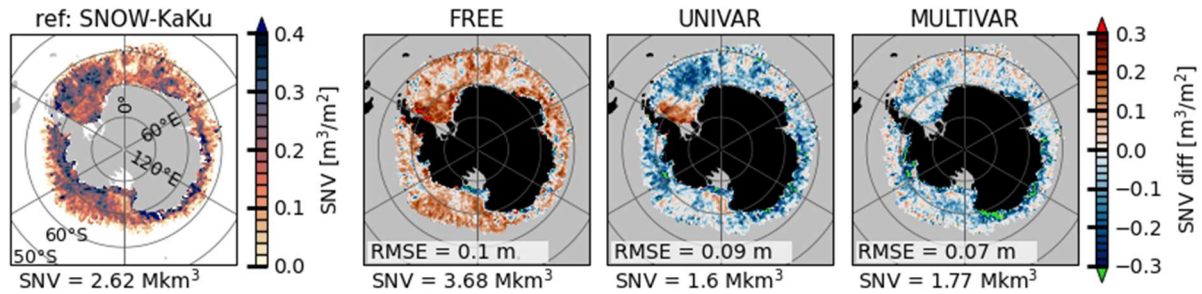 ref: SNOW-KaKu
FREE
UNIVAR
MULTIVAR
0°
60°E
120°E
60°S
50°S
0.4
0.3
0.2
0.1
0.0
SNV [m³/m²]
RMSE = 0.1 m
RMSE = 0.09 m
RMSE = 0.07 m
0.3
0.2
0.1
0.0
−0.1
−0.2
−0.3
SNV diff [m³/m²]
SNV = 2.62 Mkm³
SNV = 3.68 Mkm³
SNV = 1.6 Mkm³
SNV = 1.77 Mkm³